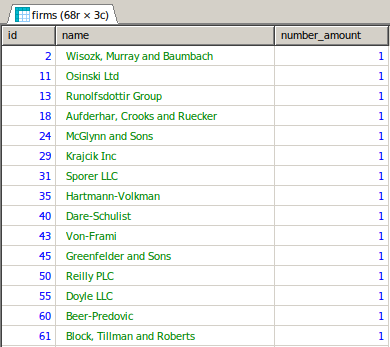 firms (68r × 3c)
id name number_amount
2 Wisozk, Murray and Baumbach 1
11 Osinski Ltd 1
13 Runolfsdottir Group 1
18 Aufderhar, Crooks and Ruecker 1
24 McGlynn and Sons 1
29 Krajcik Inc 1
31 Sporer LLC 1
35 Hartmann-Volkman 1
40 Dare-Schulist 1
43 Von-Frami 1
45 Greenfelder and Sons 1
50 Reilly PLC 1
55 Doyle LLC 1
60 Beer-Predovic 1
61 Block, Tillman and Roberts 1